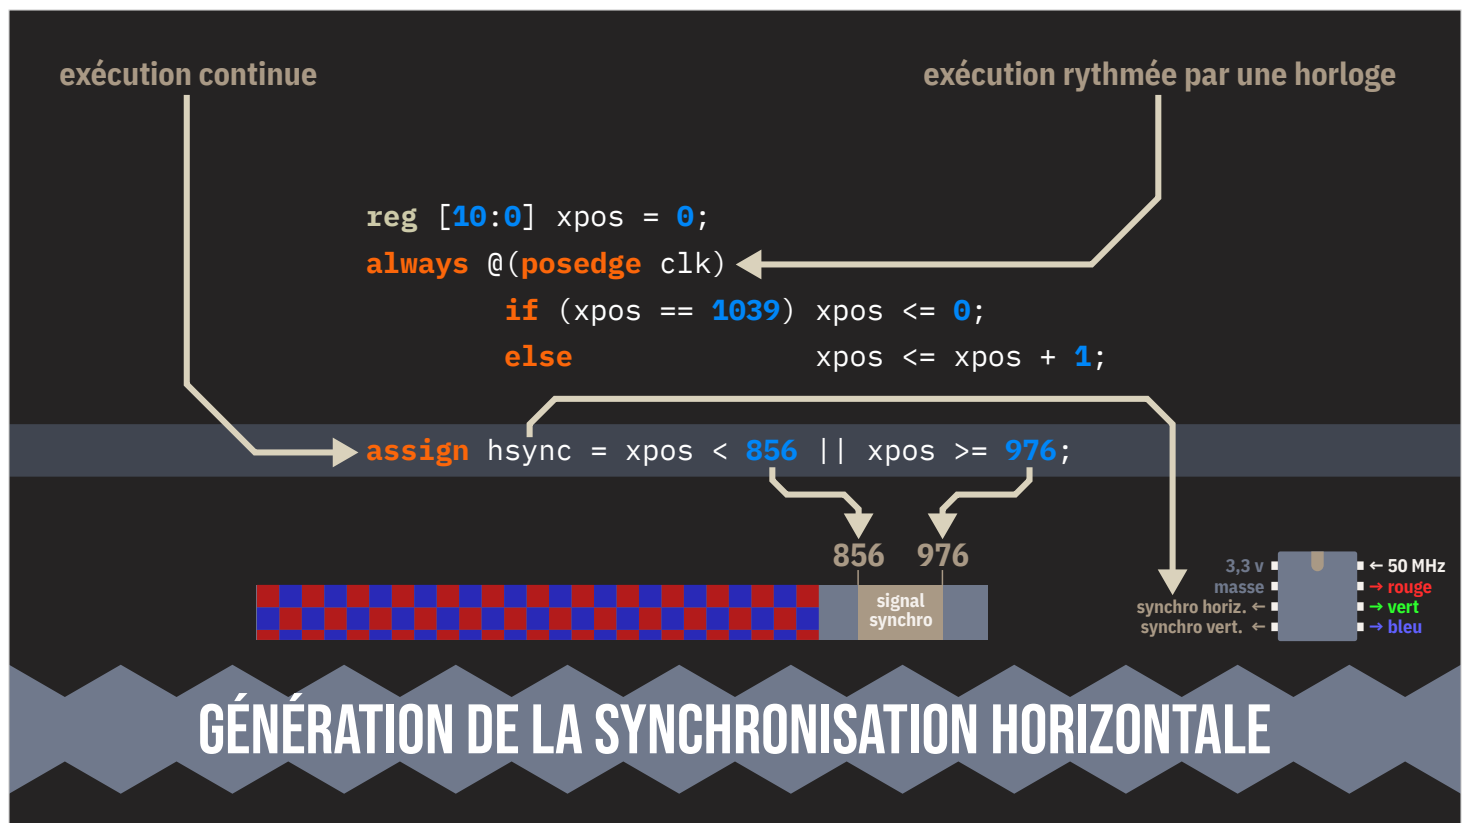 exécution continue
exécution rythmée par une horloge
reg [10:0] xpos = 0;
always @(posedge clk)
if (xpos == 1039) xpos <= 0;
else xpos <= xpos + 1;
assign hsync = xpos < 856 || xpos >= 976;
856 976
signal
synchro
3,3 v
masse
synchro horiz. ←
synchro vert. ←
← 50 MHz
→ rouge
→ vert
→ bleu
GÉNÉRATION DE LA SYNCHRONISATION HORIZONTALE